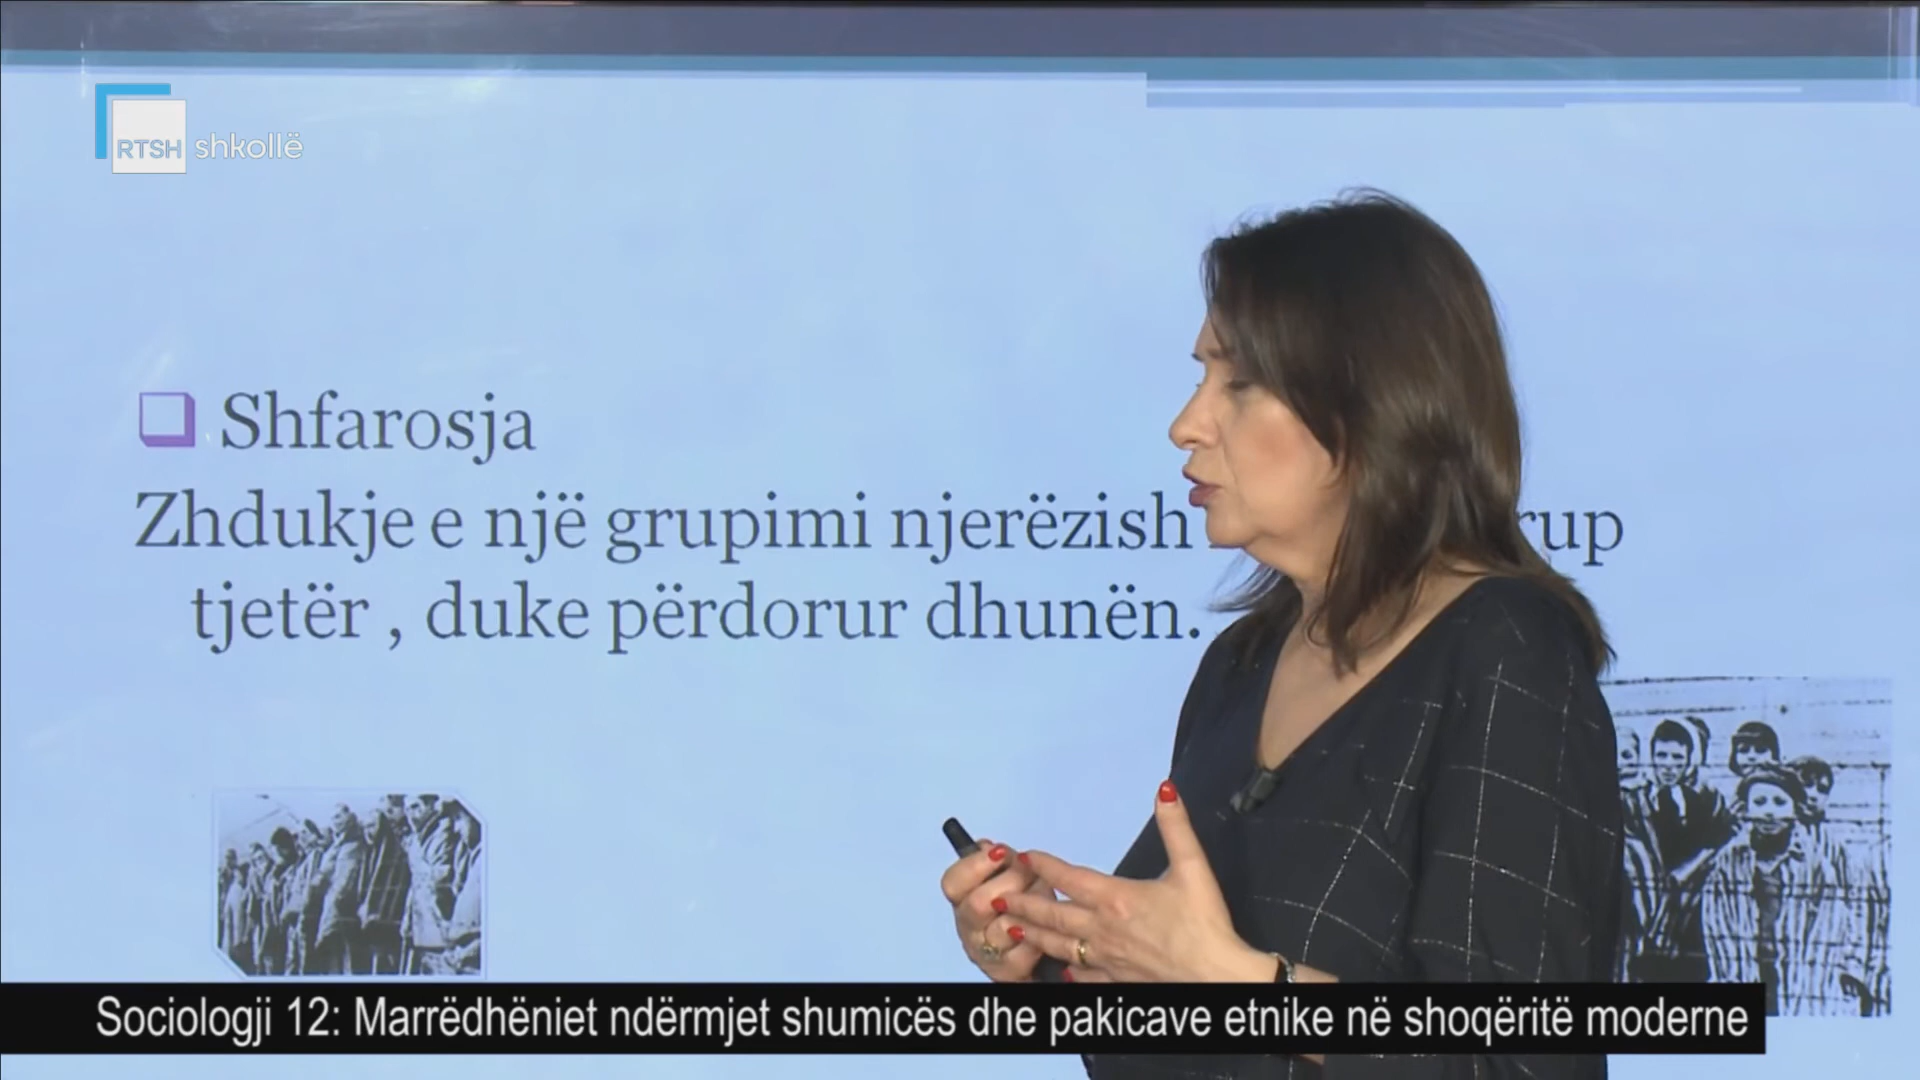 RTSH shkollë
Shfarosja
Zhdukje e një grupimi njerëzish
tjetër , duke përdorur dhunën.
Sociologji 12: Marrëdhëniet ndërmjet shumicës dhe pakicave etnike në shoqëritë moderne